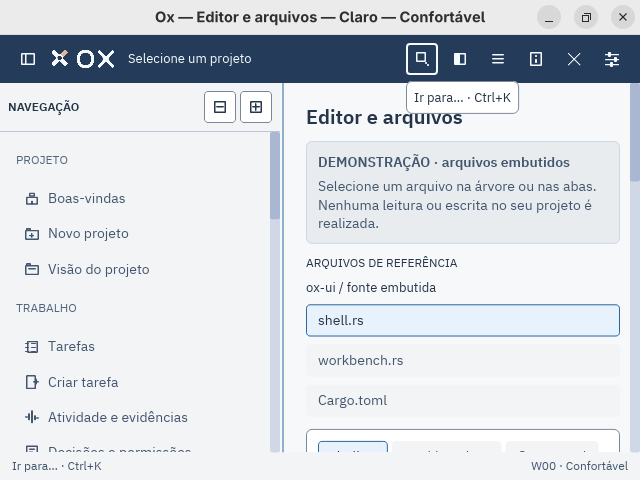 Ox — Editor e arquivos — Claro — Confortável
OX
Selecione um projeto
Ir para... · Ctrl+K
NAVEGAÇÃO
PROJETO
Boas-vindas
Novo projeto
Visão do projeto
TRABALHO
Tarefas
Criar tarefa
Atividade e evidências
Decisões e permissões
Editor e arquivos
DEMONSTRAÇÃO · arquivos embutidos
Selecione um arquivo na árvore ou nas abas.
Nenhuma leitura ou escrita no seu projeto é
realizada.
ARQUIVOS DE REFERÊNCIA
ox-ui / fonte embutida
shell.rs
workbench.rs
Cargo.toml
Ir para... · Ctrl+K
W00 · Confortável